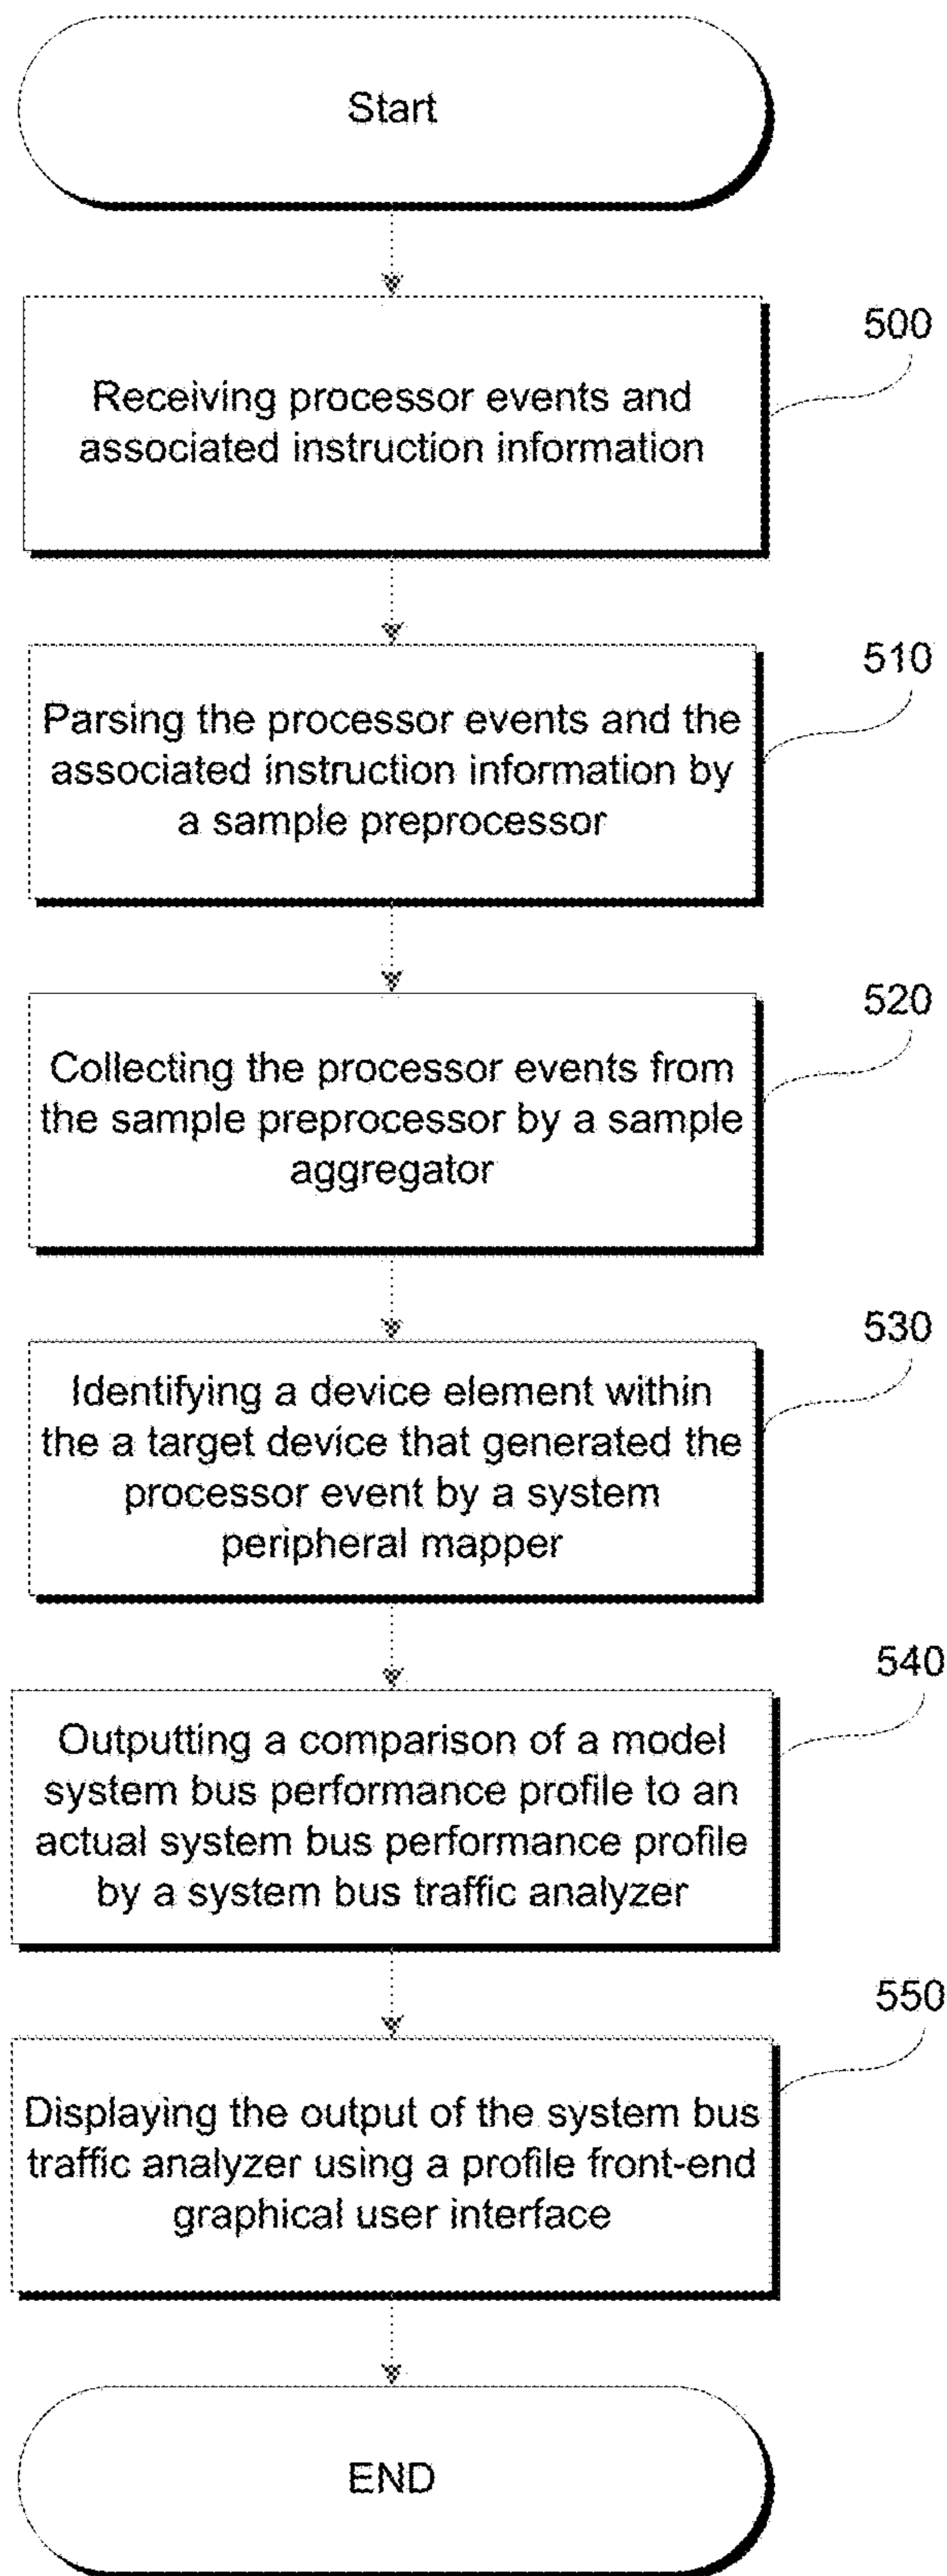 Start
500
Receiving processor events and
associated instruction information
510
Parsing the processor events and the
associated instruction information by
a sample preprocessor
520
Collecting the processor events from
the sample preprocessor by a sample
aggregator
530
Identifying a device element within
the a target device that generated the
processor event by a system
peripheral mapper
540
Outputting a comparison of a model
system bus performance profile to an
actual system bus performance profile
by a system bus traffic analyzer
550
Displaying the output of the system bus
traffic analyzer using a profile front-end
graphical user interface
END